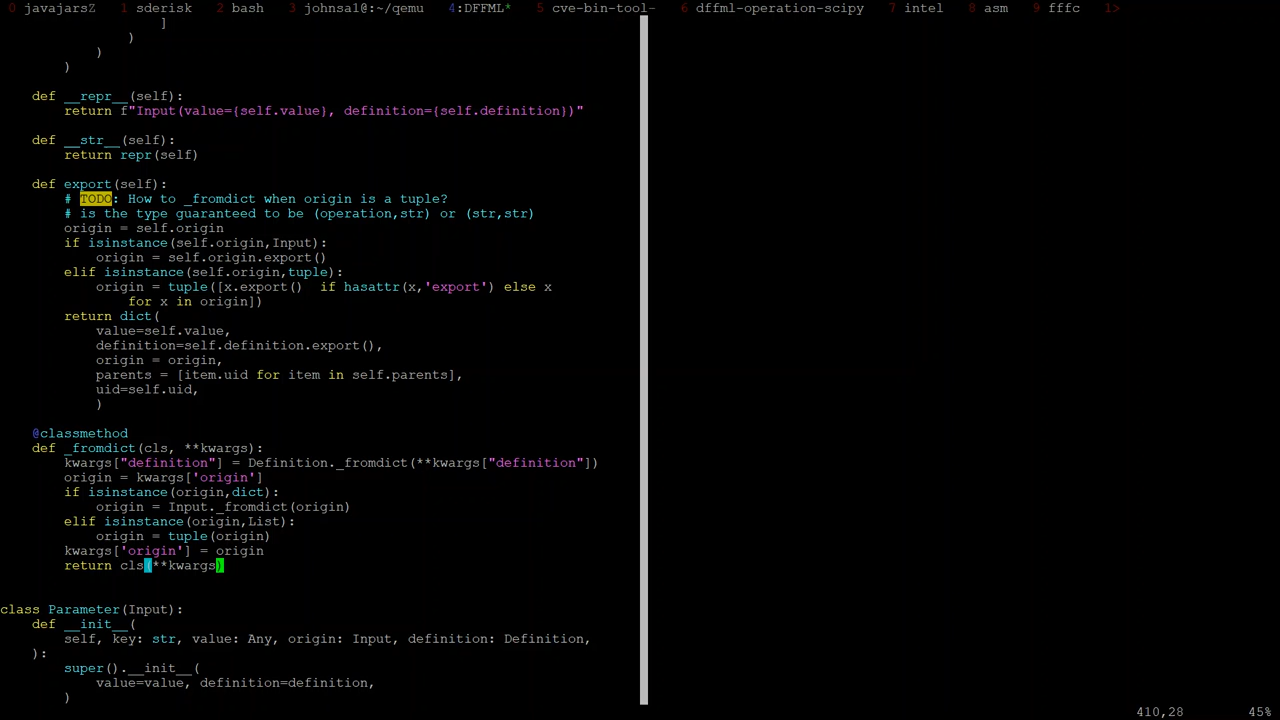 0 javajarsZ  1 sderisk  2 bash  3 johnsa1@:~/qemu  4:DFFML*  5 cve-bin-tool-  6 dffml-operation-scipy  7 intel  8 asm  9 fffc  1>
                    ]
                )
            )
        )

    def __repr__(self):
        return f"Input(value={self.value}, definition={self.definition})"

    def __str__(self):
        return repr(self)

    def export(self):
        # TODO: How to _fromdict when origin is a tuple?
        # is the type guaranteed to be (operation,str) or (str,str)
        origin = self.origin
        if isinstance(self.origin,Input):
            origin = self.origin.export()
        elif isinstance(self.origin,tuple):
            origin = tuple([x.export()  if hasattr(x,'export') else x
                for x in origin])
        return dict(
            value=self.value,
            definition=self.definition.export(),
            origin = origin,
            parents = [item.uid for item in self.parents],
            uid=self.uid,
            )

    @classmethod
    def _fromdict(cls, **kwargs):
        kwargs["definition"] = Definition._fromdict(**kwargs["definition"])
        origin = kwargs['origin']
        if isinstance(origin,dict):
            origin = Input._fromdict(origin)
        elif isinstance(origin,List):
            origin = tuple(origin)
        kwargs['origin'] = origin
        return cls(**kwargs)


class Parameter(Input):
    def __init__(
        self, key: str, value: Any, origin: Input, definition: Definition,
    ):
        super().__init__(
            value=value, definition=definition,
        )
410,28  45%